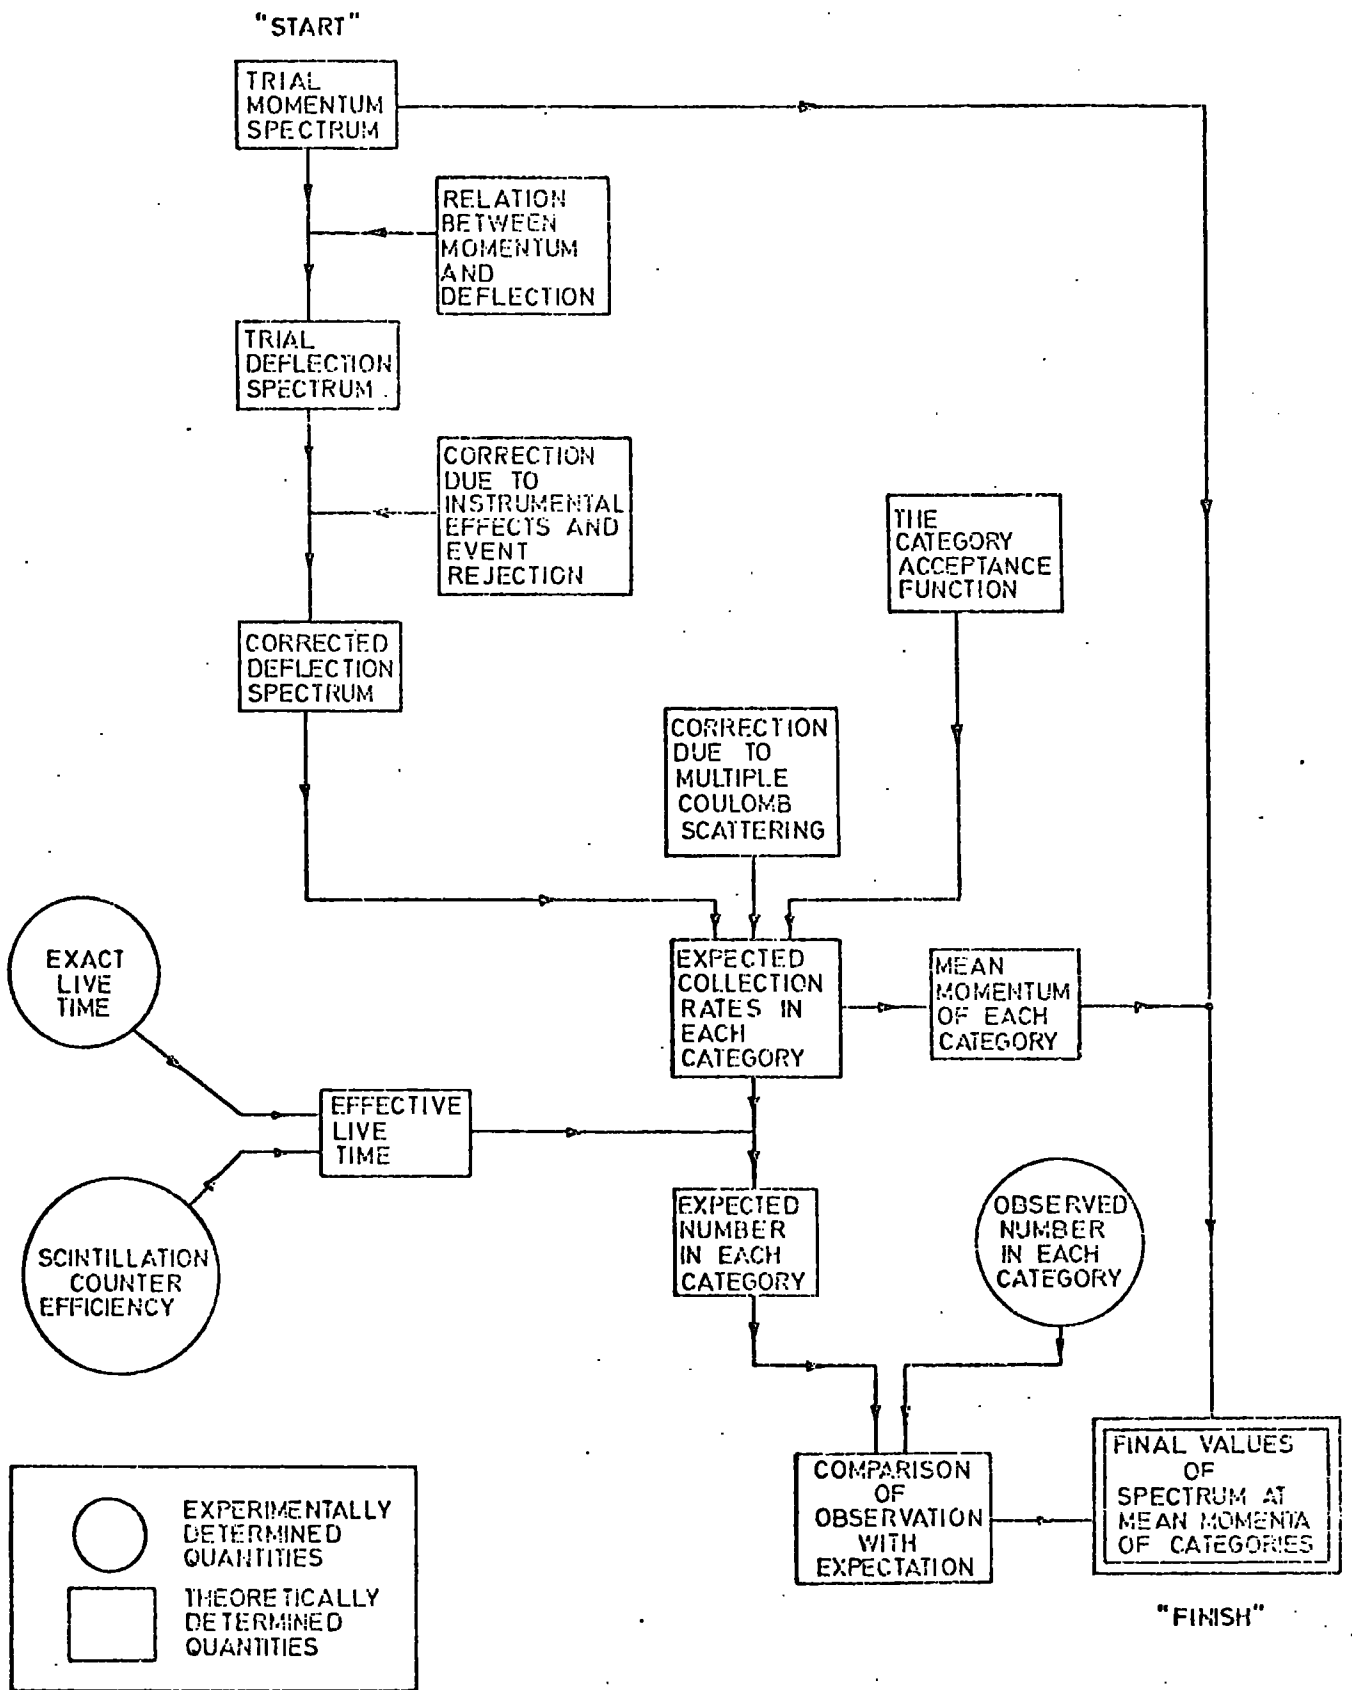 "START"
TRIAL
MOMENTUM
SPECTRUM
RELATION
BETWEEN
MOMENTUM
AND
DEFLECTION
TRIAL
DEFLECTION
SPECTRUM
CORRECTION
DUE TO
INSTRUMENTAL
EFFECTS AND
EVENT
REJECTION
THE
CATEGORY
ACCEPTANCE
FUNCTION
CORRECTED
DEFLECTION
SPECTRUM
CORRECTION
DUE TO
MULTIPLE
COULOMB
SCATTERING
EXACT
LIVE
TIME
EXPECTED
COLLECTION
RATES IN
EACH
CATEGORY
MEAN
MOMENTUM
OF EACH
CATEGORY
EFFECTIVE
LIVE
TIME
SCINTILLATION
COUNTER
EFFICIENCY
EXPECTED
NUMBER
IN EACH
CATEGORY
OBSERVED
NUMBER
IN EACH
CATEGORY
COMPARISON
OF
OBSERVATION
WITH
EXPECTATION
FINAL VALUES
OF
SPECTRUM AT
MEAN MOMENTA
OF CATEGORIES
"FINISH"
EXPERIMENTALLY
DETERMINED
QUANTITIES
THEORETICALLY
DETERMINED
QUANTITIES